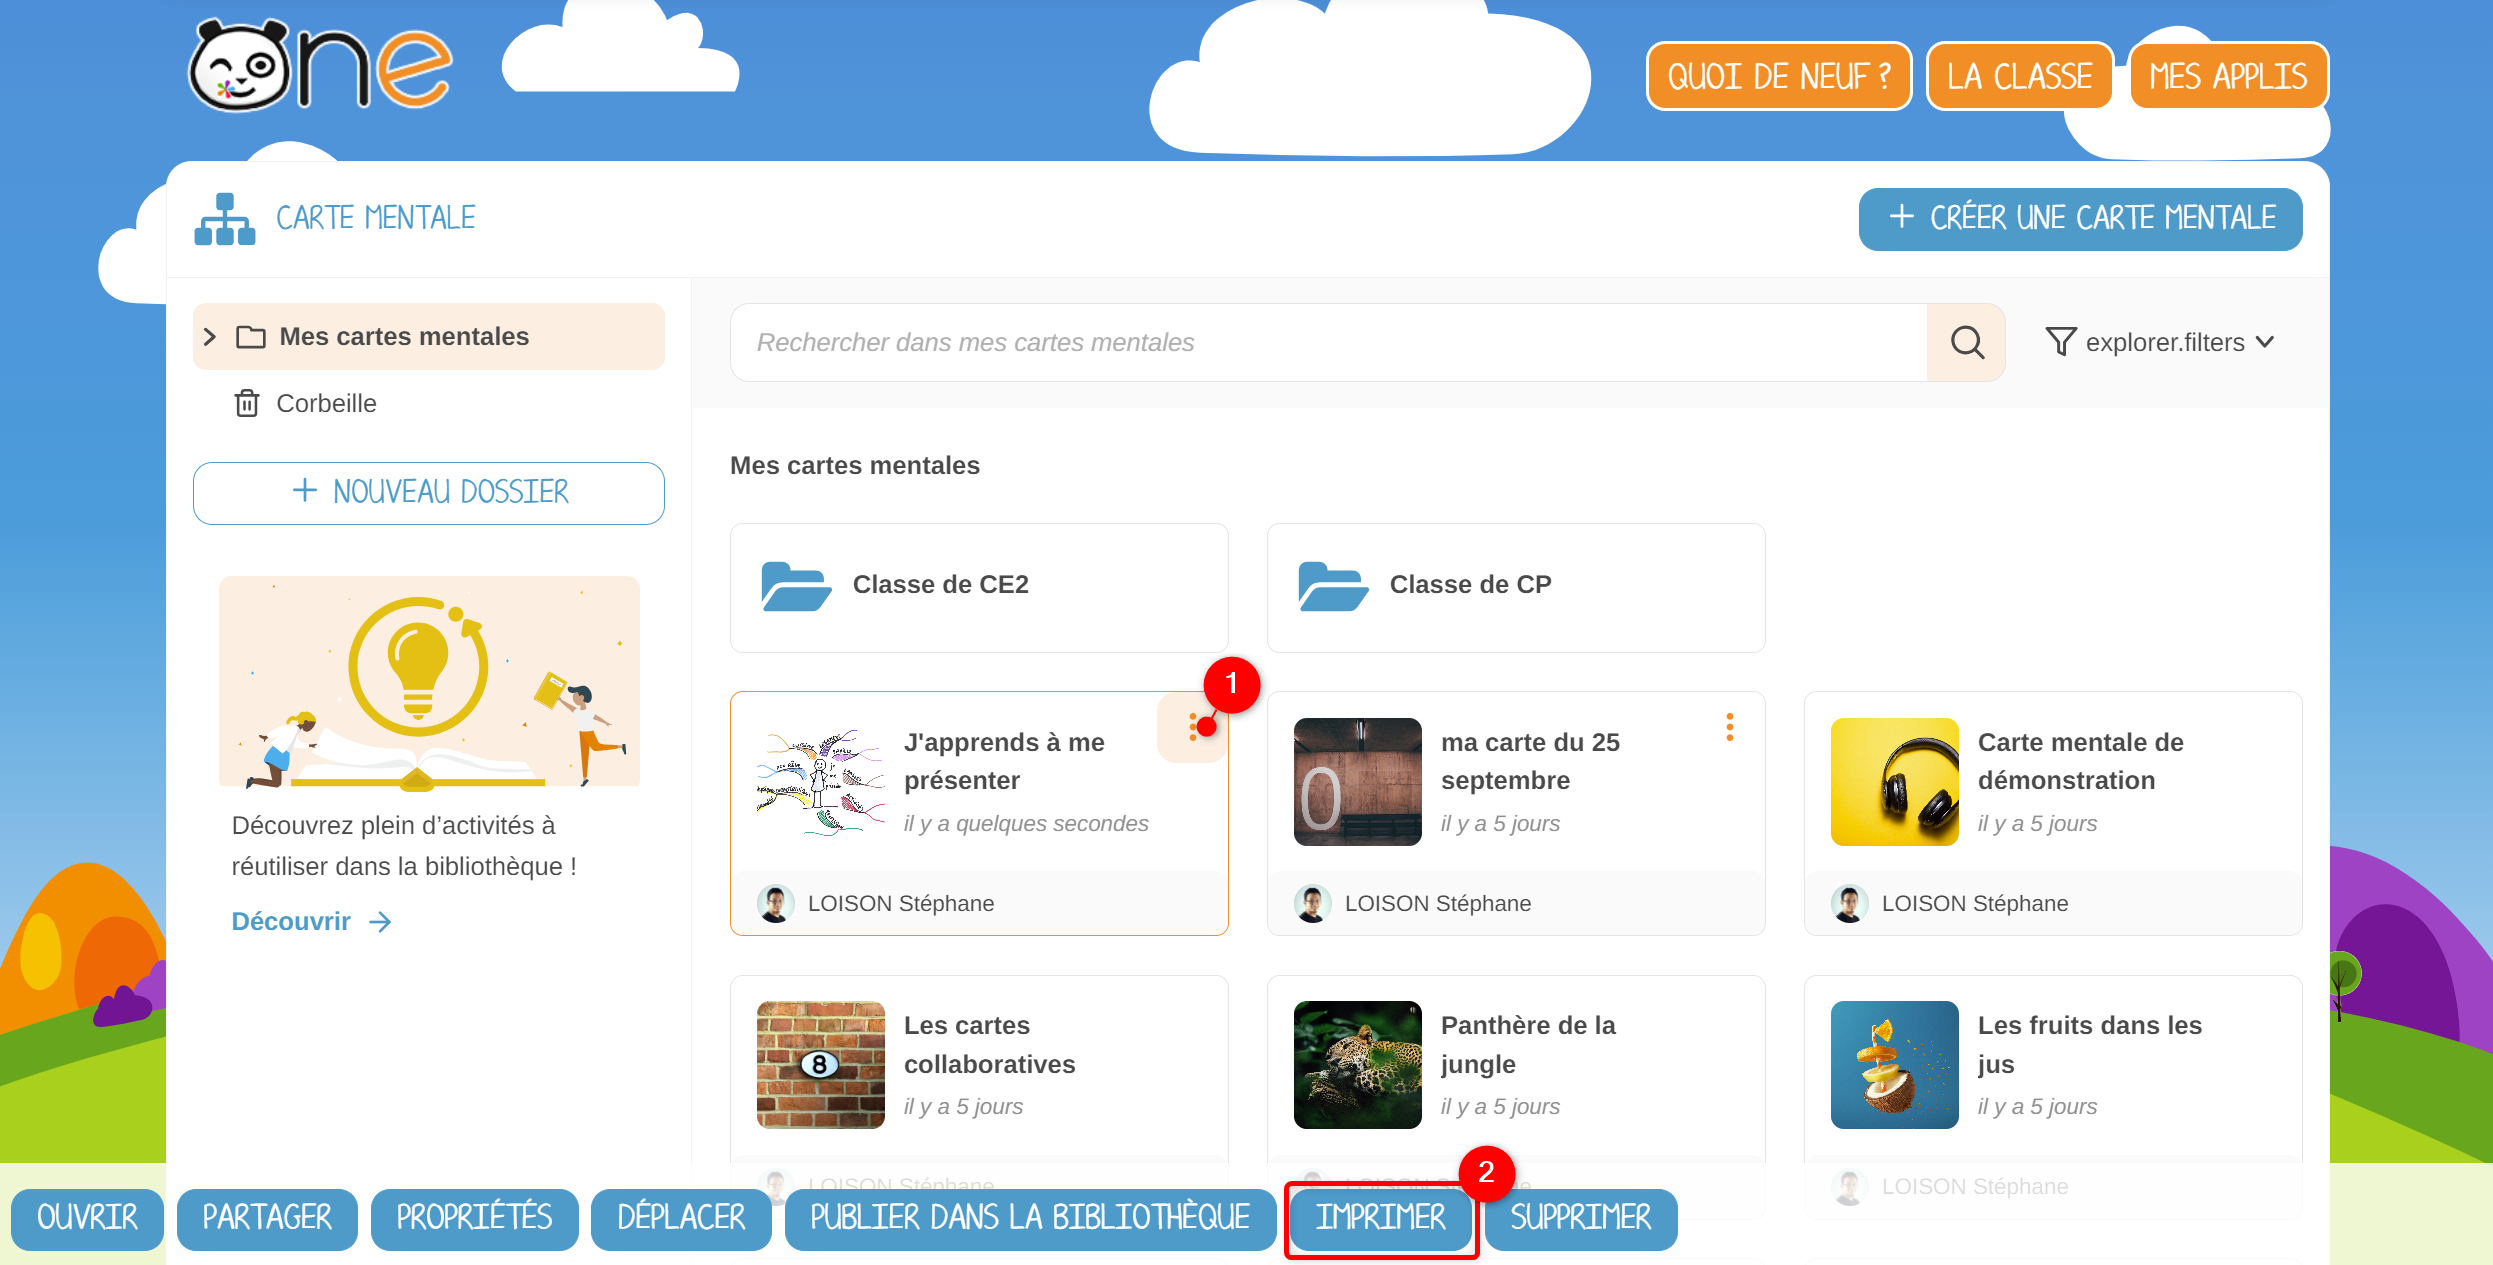 One
QUOI DE NEUF ?
LA CLASSE
MES APPLIS
CARTE MENTALE
+ CRÉER UNE CARTE MENTALE
Mes cartes mentales
Corbeille
+ NOUVEAU DOSSIER
Découvrez plein d’activités à
réutiliser dans la bibliothèque !
Découvrir
Rechercher dans mes cartes mentales
explorer.filters
Mes cartes mentales
Classe de CE2
Classe de CP
1
J'apprends à me
présenter
il y a quelques secondes
LOISON Stéphane
0
ma carte du 25
septembre
il y a 5 jours
LOISON Stéphane
Carte mentale de
démonstration
il y a 5 jours
LOISON Stéphane
8
Les cartes
collaboratives
il y a 5 jours
LOISON Stéphane
Panthère de la
jungle
il y a 5 jours
Les fruits dans les
jus
il y a 5 jours
LOISON Stéphane
2
OUVRIR
PARTAGER
PROPRIÉTÉS
DÉPLACER
PUBLIER DANS LA BIBLIOTHÈQUE
IMPRIMER
SUPPRIMER